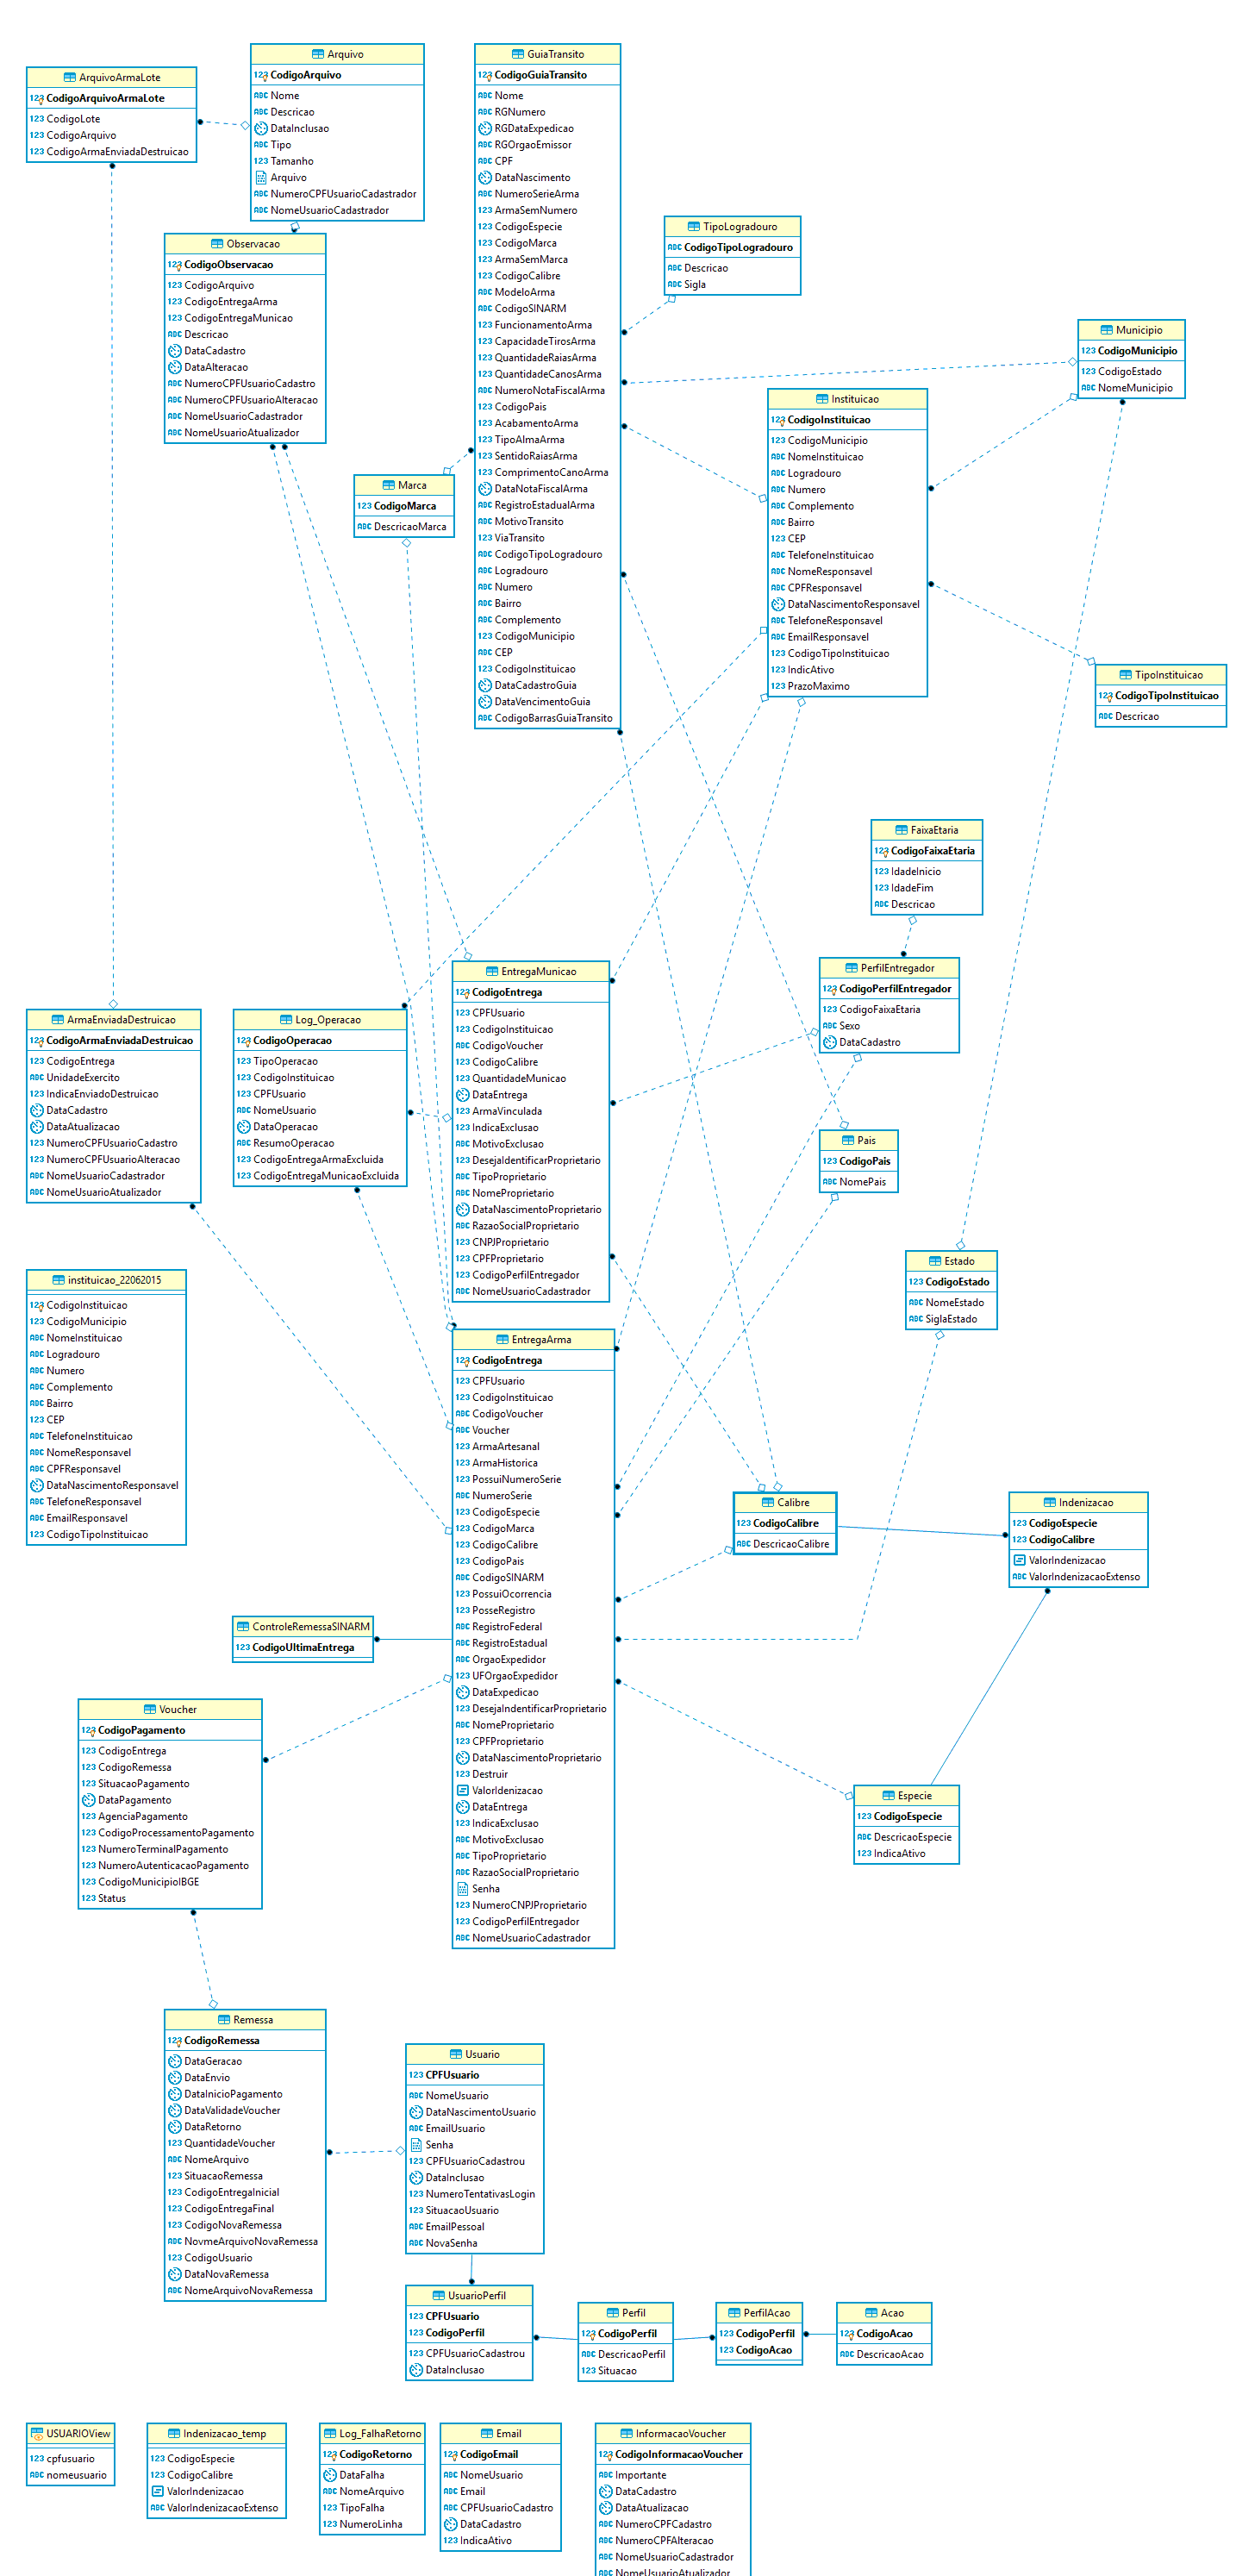 ArquivoArmaLote
123 CodigoArquivoArmaLote
123 CodigoLote
123 CodigoArquivo
123 CodigoArmaEnviadaDestruicao
Arquivo
123 CodigoArquivo
ABC Nome
ABC Descricao
DataInclusao
ABC Tipo
123 Tamanho
Arquivo
ABC NumeroCPFUsuarioCadastrador
ABC NomeUsuarioCadastrador
Observacao
123 CodigoObservacao
123 CodigoArquivo
123 CodigoEntregaArma
123 CodigoEntregaMunicao
ABC Descricao
DataCadastro
DataAlteracao
ABC NumeroCPFUsuarioCadastro
ABC NumeroCPFUsuarioAlteracao
ABC NomeUsuarioCadastrador
ABC NomeUsuarioAtualizador
GuiaTransito
123 CodigoGuiaTransito
ABC Nome
ABC RGNumero
RGDataExpedicao
ABC RGOrgaoEmissor
ABC CPF
DataNascimento
ABC NumeroSerieArma
123 ArmaSemNumero
123 CodigoEspecie
123 CodigoMarca
123 ArmaSemMarca
123 CodigoCalibre
ABC ModeloArma
ABC CodigoSINARM
123 FuncionamentoArma
123 CapacidadeTirosArma
123 QuantidadeRaiasArma
123 QuantidadeCanosArma
ABC NumeroNotaFiscalArma
123 CodigoPais
123 AcabamentoArma
123 TipoAlmaArma
123 SentidoRaiasArma
123 ComprimentoCanoArma
DataNotaFiscalArma
ABC RegistroEstadualArma
123 MotivoTransito
123 ViaTransito
ABC CodigoTipoLogradouro
ABC Logradouro
123 Numero
ABC Bairro
ABC Complemento
123 CodigoMunicipio
ABC CEP
123 CodigoInstituicao
DataCadastroGuia
DataVencimentoGuia
ABC CodigoBarrasGuiaTransito
TipoLogradouro
ABC CodigoTipoLogradouro
ABC Descricao
ABC Sigla
Municipio
123 CodigoMunicipio
123 CodigoEstado
ABC NomeMunicipio
Instituicao
123 CodigoInstituicao
123 CodigoMunicipio
ABC NomeInstituicao
ABC Logradouro
ABC Numero
ABC Complemento
ABC Bairro
123 CEP
ABC TelefoneInstituicao
ABC NomeResponsavel
ABC CPFResponsavel
DataNascimentoResponsavel
ABC TelefoneResponsavel
ABC EmailResponsavel
123 CodigoTipoInstituicao
123 IndicAtivo
123 PrazoMaximo
Marca
123 CodigoMarca
ABC DescricaoMarca
TipoInstituicao
123 CodigoTipoInstituicao
ABC Descricao
FaixaEtaria
123 CodigoFaixaEtaria
123 IdadeInicio
123 IdadeFim
ABC Descricao
PerfilEntregador
123 CodigoPerfilEntregador
123 CodigoFaixaEtaria
ABC Sexo
DataCadastro
EntregaMunicao
123 CodigoEntrega
123 CPFUsuario
123 CodigoInstituicao
ABC CodigoVoucher
123 CodigoCalibre
123 QuantidadeMunicao
DataEntrega
123 ArmaVinculada
123 IndicaExclusao
ABC MotivoExclusao
123 DesejaIdentificarProprietario
ABC TipoProprietario
ABC NomeProprietario
DataNascimentoProprietario
ABC RazaoSocialProprietario
123 CNPJProprietario
123 CPFProprietario
123 CodigoPerfilEntregador
ABC NomeUsuarioCadastrador
ArmaEnviadaDestruicao
123 CodigoArmaEnviadaDestruicao
123 CodigoEntrega
ABC UnidadeExercito
123 IndicaEnviadoDestruicao
DataCadastro
DataAtualizacao
123 NumeroCPFUsuarioCadastro
123 NumeroCPFUsuarioAlteracao
ABC NomeUsuarioCadastrador
ABC NomeUsuarioAtualizador
Log_Operacao
123 CodigoOperacao
123 TipoOperacao
123 CodigoInstituicao
123 CPFUsuario
ABC NomeUsuario
DataOperacao
ABC ResumoOperacao
123 CodigoEntregaArmaExcluida
123 CodigoEntregaMunicaoExcluida
Pais
123 CodigoPais
ABC NomePais
Estado
123 CodigoEstado
ABC NomeEstado
ABC SiglaEstado
instituicao_22062015
123 CodigoInstituicao
123 CodigoMunicipio
ABC NomeInstituicao
ABC Logradouro
ABC Numero
ABC Complemento
ABC Bairro
123 CEP
ABC TelefoneInstituicao
ABC NomeResponsavel
ABC CPFResponsavel
DataNascimentoResponsavel
ABC TelefoneResponsavel
ABC EmailResponsavel
123 CodigoTipoInstituicao
EntregaArma
123 CodigoEntrega
123 CPFUsuario
123 CodigoInstituicao
ABC CodigoVoucher
ABC Voucher
123 ArmaArtesanal
123 ArmaHistorica
123 PossuiNumeroSerie
ABC NumeroSerie
123 CodigoEspecie
123 CodigoMarca
123 CodigoCalibre
123 CodigoPais
ABC CodigoSINARM
123 PossuiOcorrencia
123 PosseRegistro
ABC RegistroFederal
ABC RegistroEstadual
ABC OrgaoExpedidor
123 UFOrgaoExpedidor
DataExpedicao
123 DesejaIndentificarProprietario
ABC NomeProprietario
123 CPFProprietario
DataNascimentoProprietario
123 Destruir
ValorIdenizacao
DataEntrega
123 IndicaExclusao
ABC MotivoExclusao
ABC TipoProprietario
ABC RazaoSocialProprietario
Senha
123 NumeroCNPJProprietario
123 CodigoPerfilEntregador
ABC NomeUsuarioCadastrador
Calibre
123 CodigoCalibre
ABC DescricaoCalibre
Indenizacao
123 CodigoEspecie
123 CodigoCalibre
ValorIndenizacao
ABC ValorIndenizacaoExtenso
ControleRemessaSINARM
123 CodigoUltimaEntrega
Voucher
123 CodigoPagamento
123 CodigoEntrega
123 CodigoRemessa
123 SituacaoPagamento
DataPagamento
123 AgenciaPagamento
123 CodigoProcessamentoPagamento
123 NumeroTerminalPagamento
123 NumeroAutenticacaoPagamento
123 CodigoMunicipioIBGE
123 Status
Especie
123 CodigoEspecie
ABC DescricaoEspecie
123 IndicaAtivo
Remessa
123 CodigoRemessa
DataGeracao
DataEnvio
DataInicioPagamento
DataValidadeVoucher
DataRetorno
123 QuantidadeVoucher
ABC NomeArquivo
123 SituacaoRemessa
123 CodigoEntregaInicial
123 CodigoEntregaFinal
123 CodigoNovaRemessa
ABC NovmeArquivoNovaRemessa
123 CodigoUsuario
DataNovaRemessa
ABC NomeArquivoNovaRemessa
Usuario
123 CPFUsuario
ABC NomeUsuario
DataNascimentoUsuario
ABC EmailUsuario
Senha
123 CPFUsuarioCadastrou
DataInclusao
123 NumeroTentativasLogin
123 SituacaoUsuario
ABC EmailPessoal
ABC NovaSenha
UsuarioPerfil
123 CPFUsuario
123 CodigoPerfil
123 CPFUsuarioCadastrou
DataInclusao
Perfil
123 CodigoPerfil
ABC DescricaoPerfil
123 Situacao
PerfilAcao
123 CodigoPerfil
123 CodigoAcao
Acao
123 CodigoAcao
ABC DescricaoAcao
USUARIOView
123 cpfusuario
ABC nomeusuario
Indenizacao_temp
123 CodigoEspecie
123 CodigoCalibre
ValorIndenizacao
ABC ValorIndenizacaoExtenso
Log_FalhaRetorno
123 CodigoRetorno
DataFalha
ABC NomeArquivo
123 TipoFalha
123 NumeroLinha
Email
123 CodigoEmail
ABC NomeUsuario
ABC Email
ABC CPFUsuarioCadastro
DataCadastro
123 IndicaAtivo
InformacaoVoucher
123 CodigoInformacaoVoucher
ABC Importante
DataCadastro
DataAtualizacao
ABC NumeroCPFCadastro
ABC NumeroCPFAlteracao
ABC NomeUsuarioCadastrador
ABC NomeUsuarioAtualizador